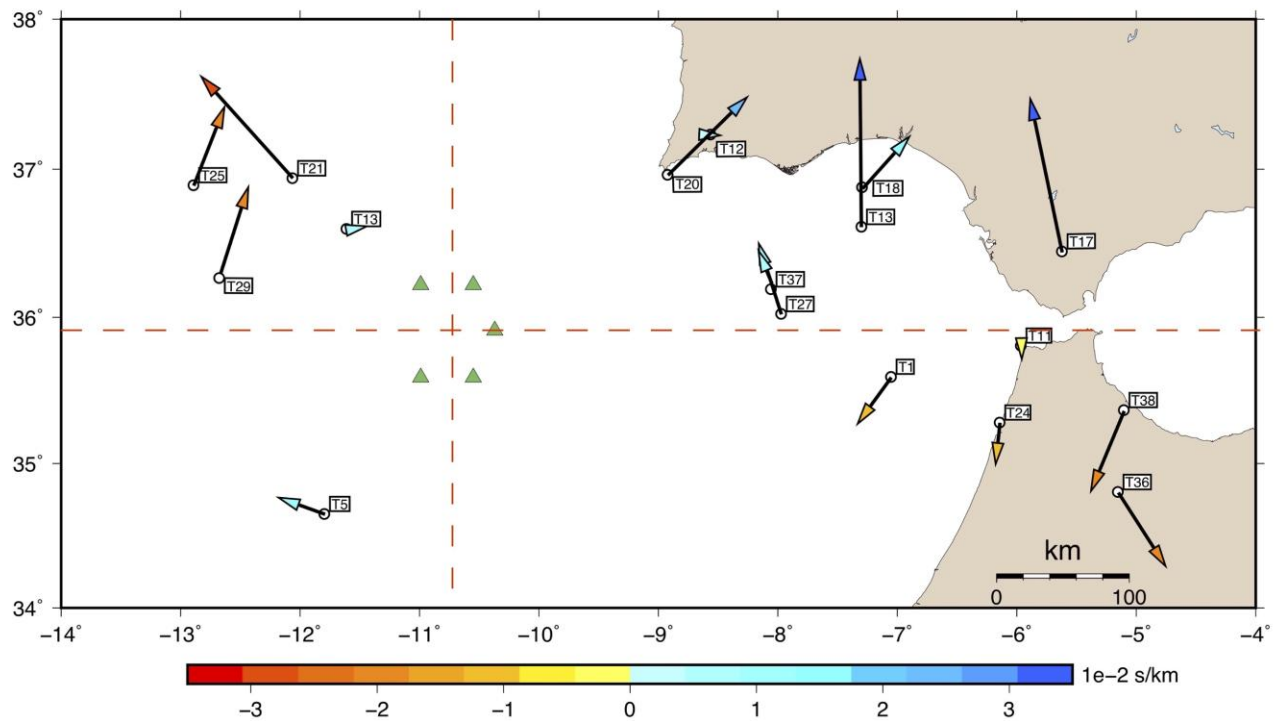 38°
37°
36°
35°
34°
T25
T21
T13
T29
T12
T20
T18
T13
T17
T37
T27
T11
T1
T24
T38
T36
T5
km
0 100
−14° −13° −12° −11° −10° −9° −8° −7° −6° −5° −4°
1e−2 s/km
−3 −2 −1 0 1 2 3